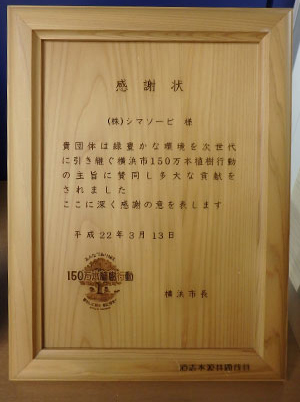 感謝状
(株)シマソービ 様
貴団体は緑豊かな環境を次世代
に引き継ぐ横浜市150万本植樹行動
の主旨に賛同し多大な貢献を
されました
ここに深く感謝の意を表します
平成22年3月13日
150万本植樹行動
横浜市長